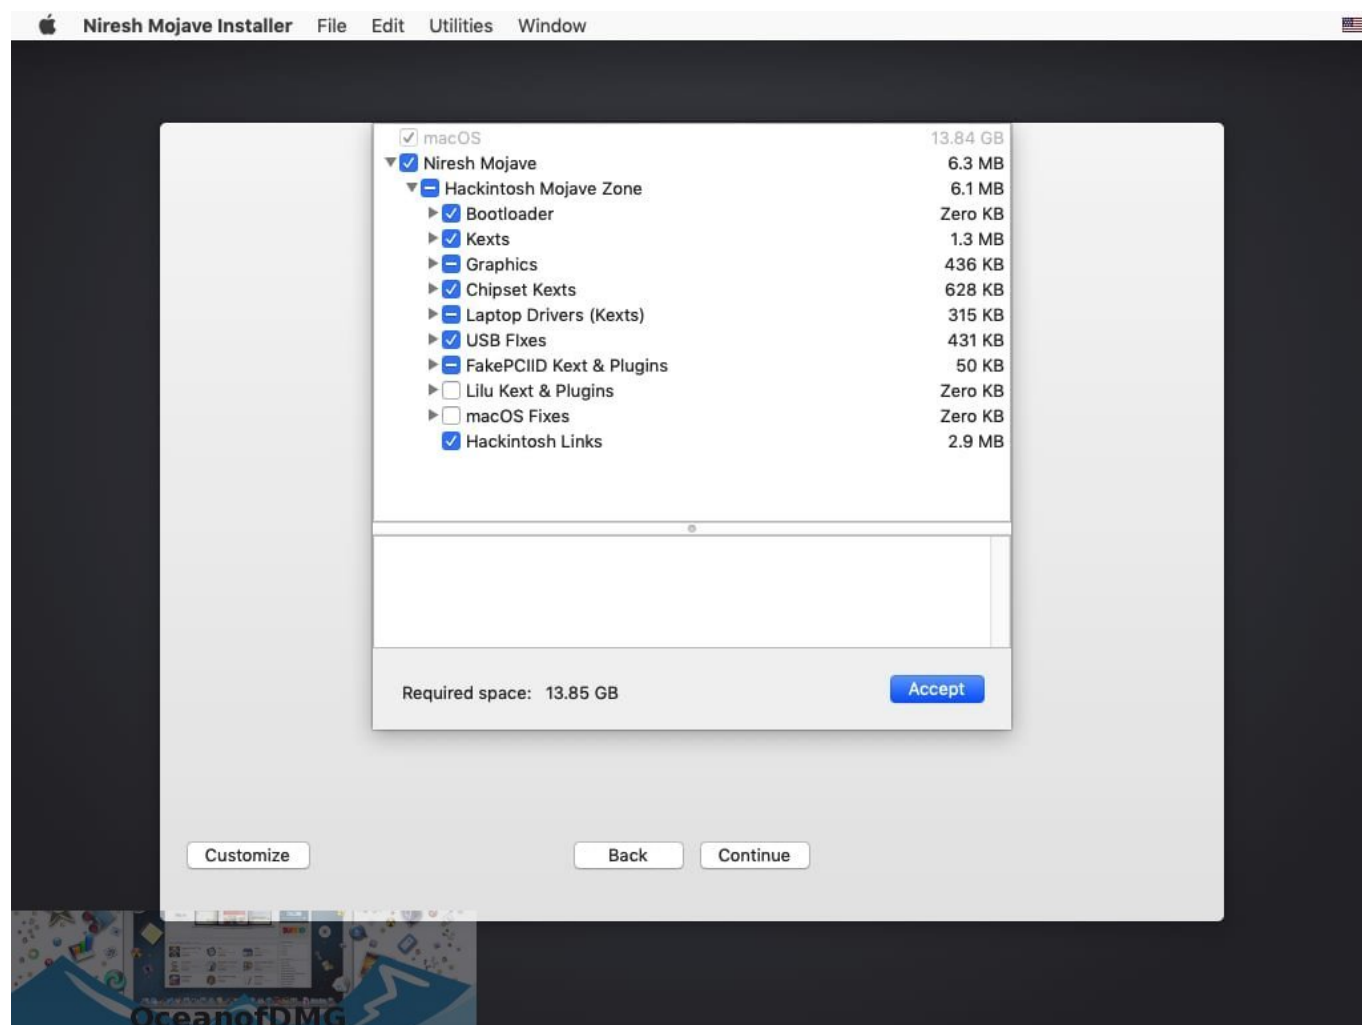 Niresh Mojave Installer File Edit Utilities Window
macOS 13.84 GB
Niresh Mojave 6.3 MB
Hackintosh Mojave Zone 6.1 MB
Bootloader Zero KB
Kexts 1.3 MB
Graphics 436 KB
Chipset Kexts 628 KB
Laptop Drivers (Kexts) 315 KB
USB FIxes 431 KB
FakePCIID Kext & Plugins 50 KB
Lilu Kext & Plugins Zero KB
macOS Fixes Zero KB
Hackintosh Links 2.9 MB
Required space: 13.85 GB Accept
Customize Back Continue
OceanofDMG